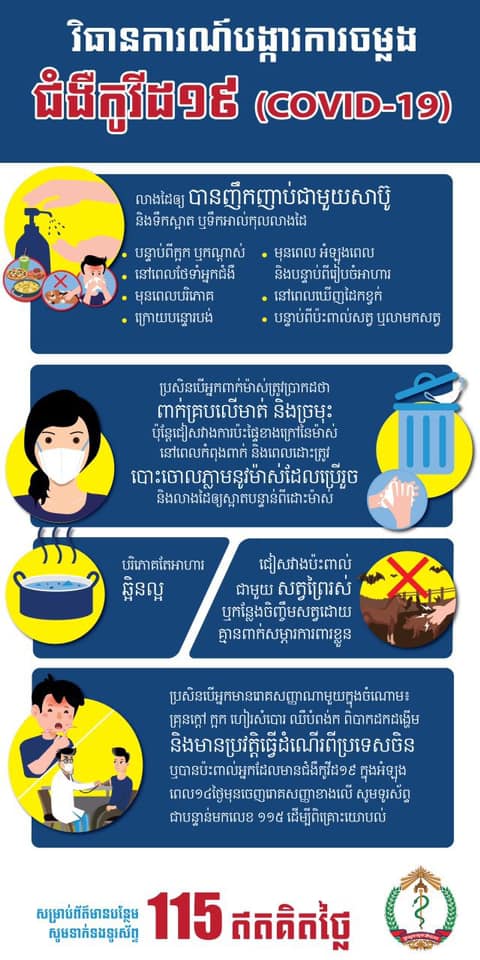 វិធានការណ៍បង្ការការចម្លង
ជំងឺកូវីដ១៩ (COVID-19)
លាងដៃឲ្យ បានញឹកញាប់ជាមួយសាប៊ូ
និងទឹកស្អាត ឬទឹកអាល់កុលលាងដៃ
• បន្ទាប់ពីក្អក ឬកណ្តាស់
• នៅពេលថែទាំអ្នកជំងឺ
• មុនពេលបរិភោគ
• ក្រោយបន្ទោរបង់
• មុនពេល អំឡុងពេល
និងបន្ទាប់ពីរៀបចំអាហារ
• នៅពេលឃើញដៃកខ្វក់
• បន្ទាប់ពីប៉ះពាល់សត្វ ឬលាមកសត្វ
ប្រសិនបើអ្នកពាក់ម៉ាស់ត្រូវប្រាកដថា
ពាក់គ្របលើមាត់ និងច្រមុះ
ប៉ុន្តែជៀសវាងការប៉ះផ្ទៃខាងក្រៅនៃម៉ាស់
នៅពេលកំពុងពាក់ និងពេលដោះត្រូវ
បោះចោលភ្លាមនូវម៉ាស់ដែលប្រើរួច
និងលាងដៃឲ្យស្អាតបន្ទាន់ពីដោះម៉ាស់
បរិភោគតែអាហារ
ឆ្អិនល្អ
ជៀសវាងប៉ះពាល់
ជាមួយ សត្វព្រៃរស់
ឬកន្លែងចិញ្ចឹមសត្វដោយ
គ្មានពាក់សម្ភារការពារខ្លួន
ប្រសិនបើអ្នកមានរោគសញ្ញាណាមួយក្នុងចំណោម៖
គ្រុនក្តៅ ក្អក ហៀរសំបោរ ឈឺបំពង់ក ពិបាកដកដង្ហើម
និងមានប្រវត្តិធ្វើដំណើរពីប្រទេសចិន
ឬបានប៉ះពាល់អ្នកដែលមានជំងឺកូវីដ១៩ ក្នុងអំឡុង
ពេល១៤ថ្ងៃមុនចេញរោគសញ្ញាខាងលើ សូមទូរស័ព្ទ
ជាបន្ទាន់មកលេខ ១១៥ ដើម្បីពិគ្រោះយោបល់
សម្រាប់ព័ត៌មានបន្ថែម
សូមទាក់ទងទូរស័ព្ទ
115 ឥតគិតថ្លៃ